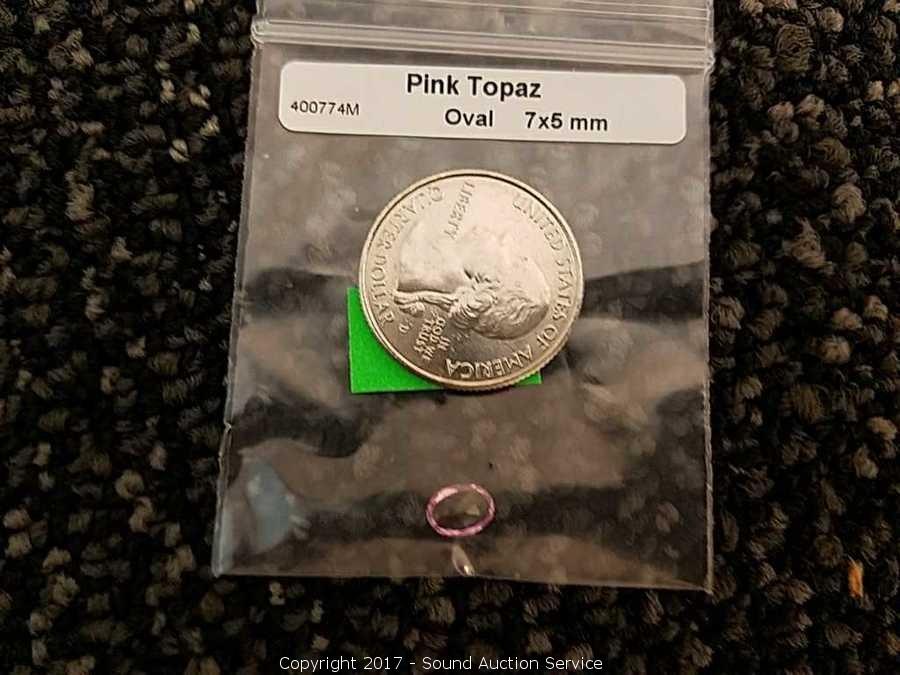 Pink Topaz
400774M
Oval 7x5 mm
UNITED STATES OF AMERICA
LIBERTY
IN
GOD WE
TRUST
D
QUARTER DOLLAR
Copyright 2017 - Sound Auction Service